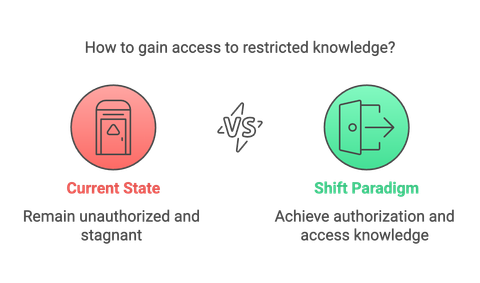 How to gain access to restricted knowledge?
VS
Current State
Remain unauthorized and
stagnant
Shift Paradigm
Achieve authorization and
access knowledge